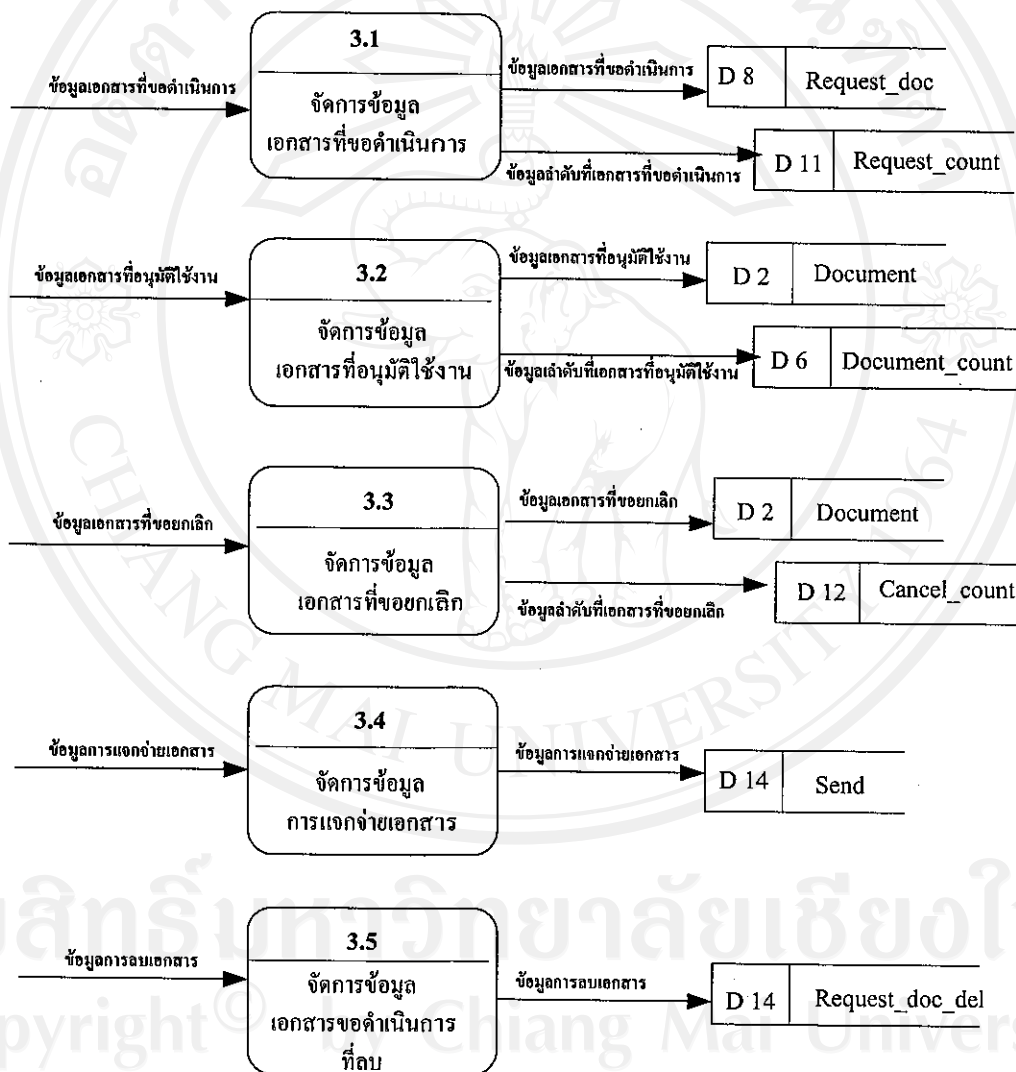 3.1
ข้อมูลเอกสารที่ขอดำเนินการ
จัดการข้อมูล
เอกสารที่ขอดำเนินการ
ข้อมูลเอกสารที่ขอดำเนินการ
D 8 Request_doc
ข้อมูลลำดับที่เอกสารที่ขอดำเนินการ
D 11 Request_count
3.2
ข้อมูลเอกสารที่อนุมัติใช้งาน
จัดการข้อมูล
เอกสารที่อนุมัติใช้งาน
ข้อมูลเอกสารที่อนุมัติใช้งาน
D 2 Document
ข้อมูลเลำดับที่เอกสารที่อนุมัติใช้งาน
D 6 Document_count
3.3
ข้อมูลเอกสารที่ขอยกเลิก
จัดการข้อมูล
เอกสารที่ขอยกเลิก
ข้อมูลเอกสารที่ขอยกเลิก
D 2 Document
ข้อมูลลำดับที่เอกสารที่ขอยกเลิก
D 12 Cancel_count
3.4
ข้อมูลการแจกจ่ายเอกสาร
จัดการข้อมูล
การแจกจ่ายเอกสาร
ข้อมูลการแจกจ่ายเอกสาร
D 14 Send
3.5
ข้อมูลการลบเอกสาร
จัดการข้อมูล
เอกสารขอดำเนินการ
ที่ลบ
ข้อมูลการลบเอกสาร
D 14 Request_doc_del
CHIANG MAI UNIVERSITY 1964
by Chiang Mai